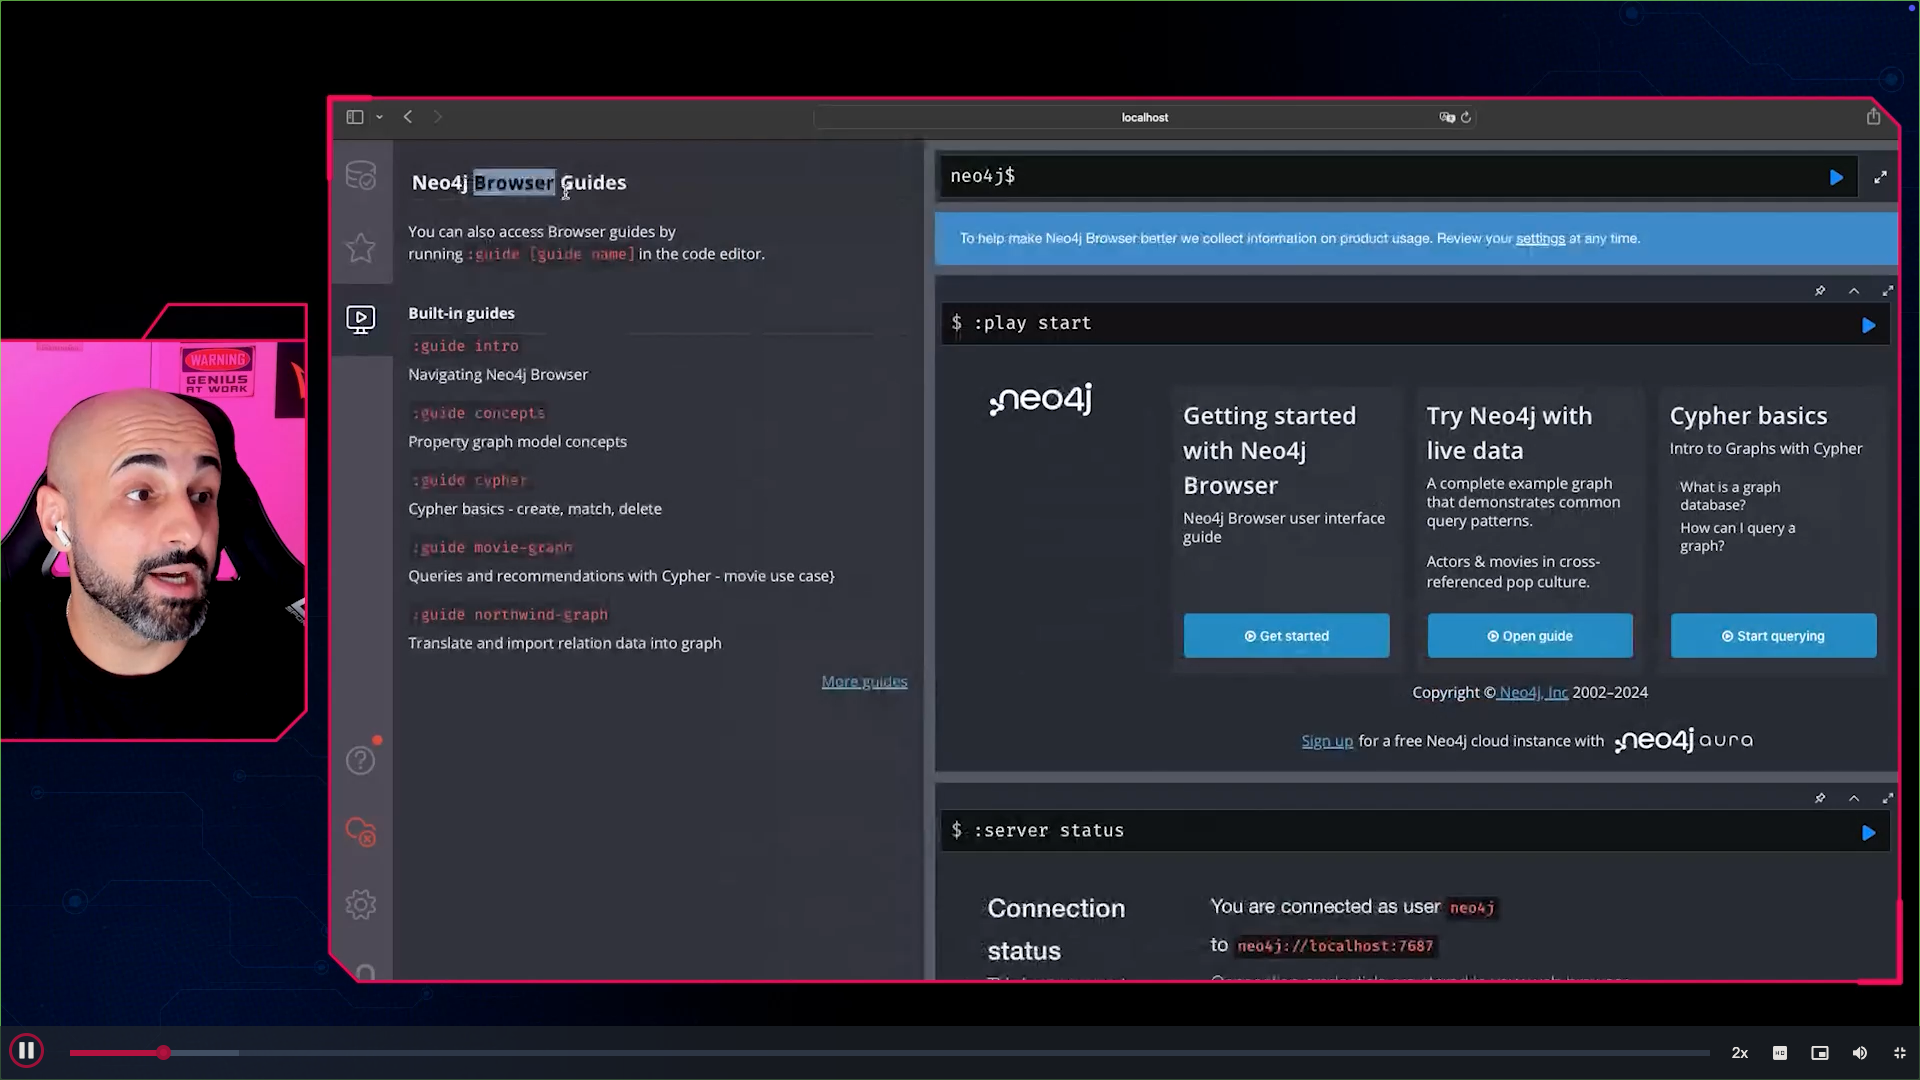 localhost
Neo4j Browser Guides
You can also access Browser guides by
running :guide [guide name] in the code editor.
Built-in guides
:guide intro
Navigating Neo4j Browser
:guide concepts
Property graph model concepts
:guide cypher
Cypher basics - create, match, delete
:guide movie-graph
Queries and recommendations with Cypher - movie use case}
:guide northwind-graph
Translate and import relation data into graph
More guides
neo4j$
To help make Neo4j Browser better we collect information on product usage. Review your settings at any time.
$ :play start
neo4j
Getting started
with Neo4j
Browser
Neo4j Browser user interface
guide
Get started
Try Neo4j with
live data
A complete example graph
that demonstrates common
query patterns.
Actors & movies in cross-
referenced pop culture.
Open guide
Cypher basics
Intro to Graphs with Cypher
What is a graph
database?
How can I query a
graph?
Start querying
Copyright © Neo4j, Inc 2002–2024
Sign up for a free Neo4j cloud instance with neo4j aura
$ :server status
Connection
status
You are connected as user neo4j
to neo4j://localhost:7687
WARNING
GENIUS
AT WORK
2x